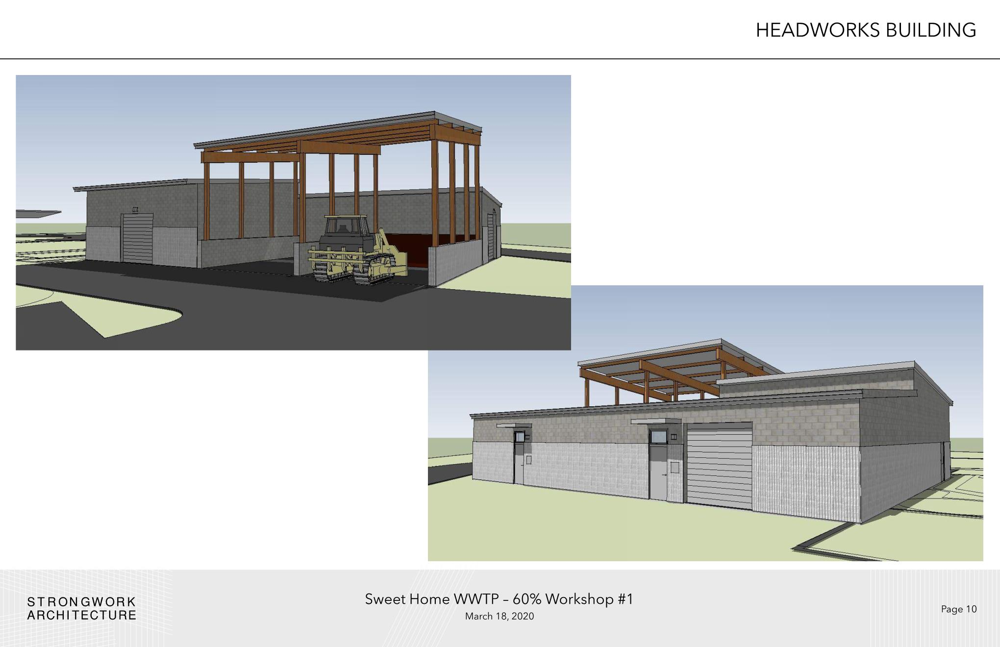 HEADWORKS BUILDING
STRONGWORK
ARCHITECTURE
Sweet Home WWTP – 60% Workshop #1
March 18, 2020
Page 10